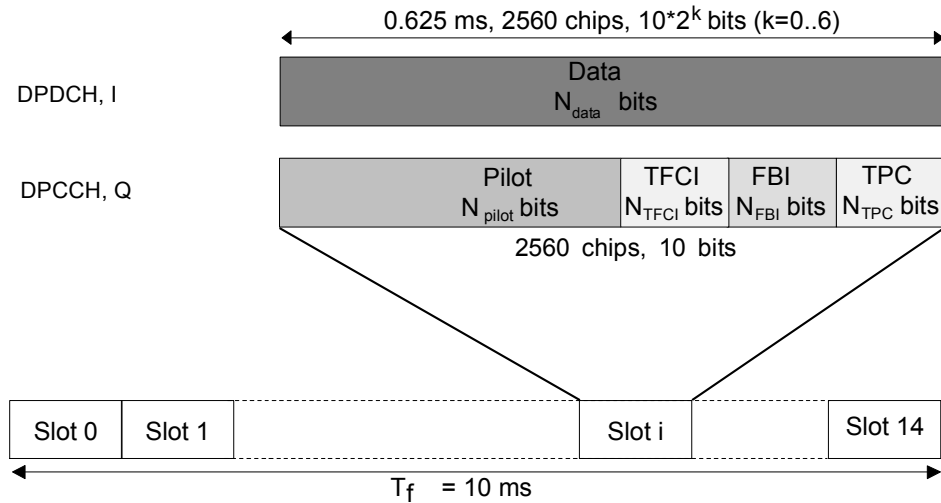 0.625 ms, 2560 chips, 10*2^k bits (k=0..6)
Data
DPDCH, I
N_data bits
Pilot TFCI FBI TPC
DPCCH, Q
N_pilot bits N_TFCI bits N_FBI bits N_TPC bits
2560 chips, 10 bits
Slot 0 Slot 1 Slot i Slot 14
T_f = 10 ms